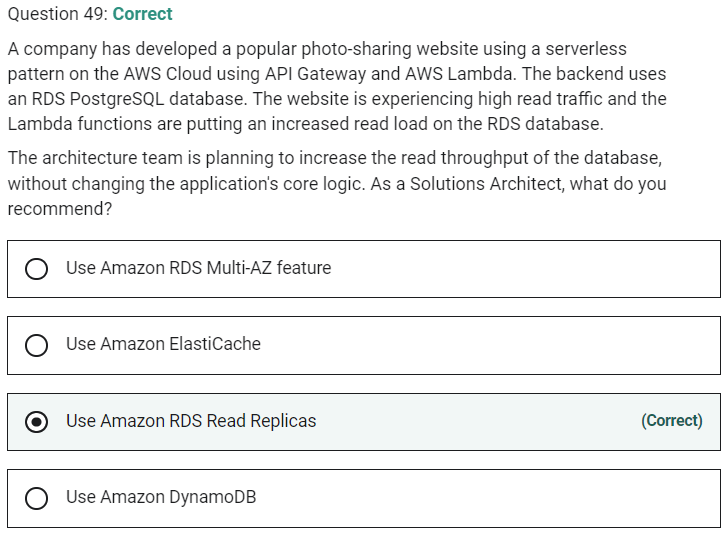 Question 49: Correct
A company has developed a popular photo-sharing website using a serverless
pattern on the AWS Cloud using API Gateway and AWS Lambda. The backend uses
an RDS PostgreSQL database. The website is experiencing high read traffic and the
Lambda functions are putting an increased read load on the RDS database.
The architecture team is planning to increase the read throughput of the database,
without changing the application's core logic. As a Solutions Architect, what do you
recommend?
Use Amazon RDS Multi-AZ feature
Use Amazon ElastiCache
Use Amazon RDS Read Replicas (Correct)
Use Amazon DynamoDB